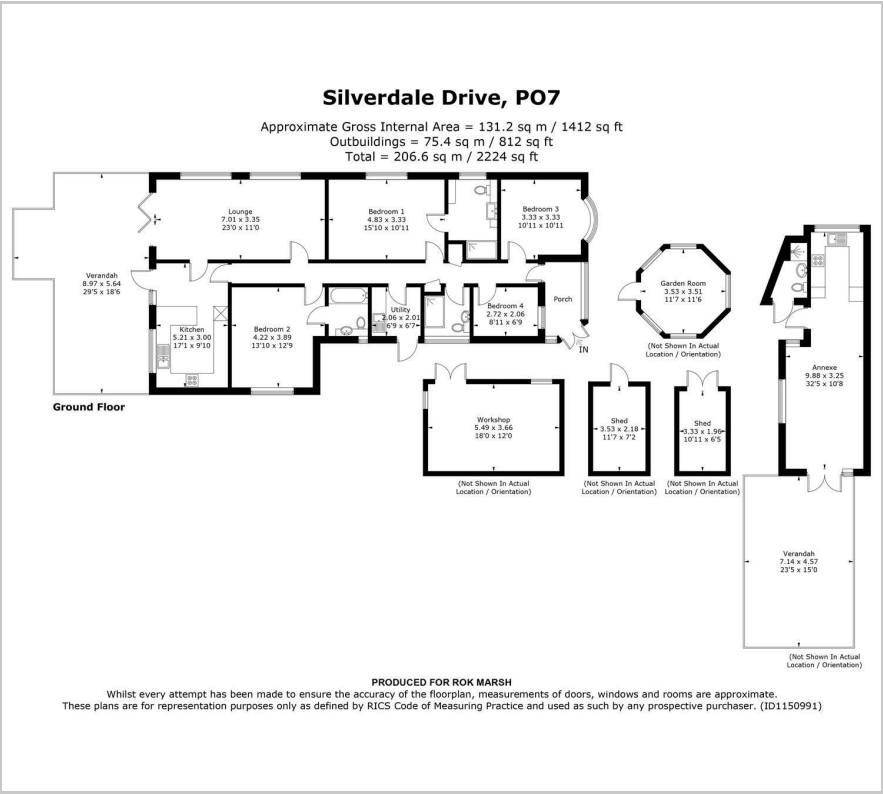 Silverdale Drive, PO7
Approximate Gross Internal Area = 131.2 sq m / 1412 sq ft
Outbuildings = 75.4 sq m / 812 sq ft
Total = 206.6 sq m / 2224 sq ft
Lounge
7.01 x 3.35
23'0 x 11'0
Bedroom 1
4.83 x 3.33
15'10 x 10'11
Bedroom 3
3.33 x 3.33
10'11 x 10'11
Verandah
8.97 x 5.64
29'5 x 18'6
Kitchen
5.21 x 3.00
17'1 x 9'10
Bedroom 2
4.22 x 3.89
13'10 x 12'9
Utility
2.06 x 2.01
6'9 x 6'7
Bedroom 4
2.72 x 2.06
8'11 x 6'9
Porch
IN
Ground Floor
Garden Room
3.53 x 3.51
11'7 x 11'6
(Not Shown In Actual
Location / Orientation)
Annexe
9.88 x 3.25
32'5 x 10'8
Workshop
5.49 x 3.66
18'0 x 12'0
(Not Shown In Actual
Location / Orientation)
Shed
3.53 x 2.18
11'7 x 7'2
(Not Shown In Actual
Location / Orientation)
Shed
3.33 x 1.96
10'11 x 6'5
(Not Shown In Actual
Location / Orientation)
Verandah
7.14 x 4.57
23'5 x 15'0
(Not Shown In Actual
Location / Orientation)
PRODUCED FOR ROK MARSH
Whilst every attempt has been made to ensure the accuracy of the floorplan, measurements of doors, windows and rooms are approximate.
These plans are for representation purposes only as defined by RICS Code of Measuring Practice and used as such by any prospective purchaser. (ID1150991)